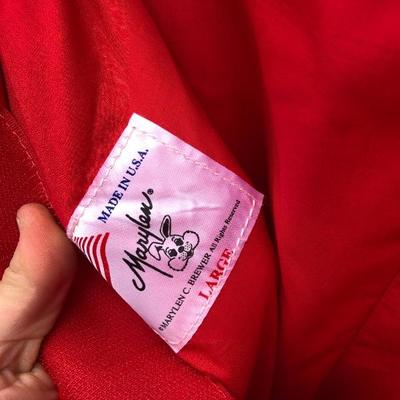 MADE IN U.S.A.
Marylen®
©MARYLEN C. BREWER All Rights Reserved
LARGE